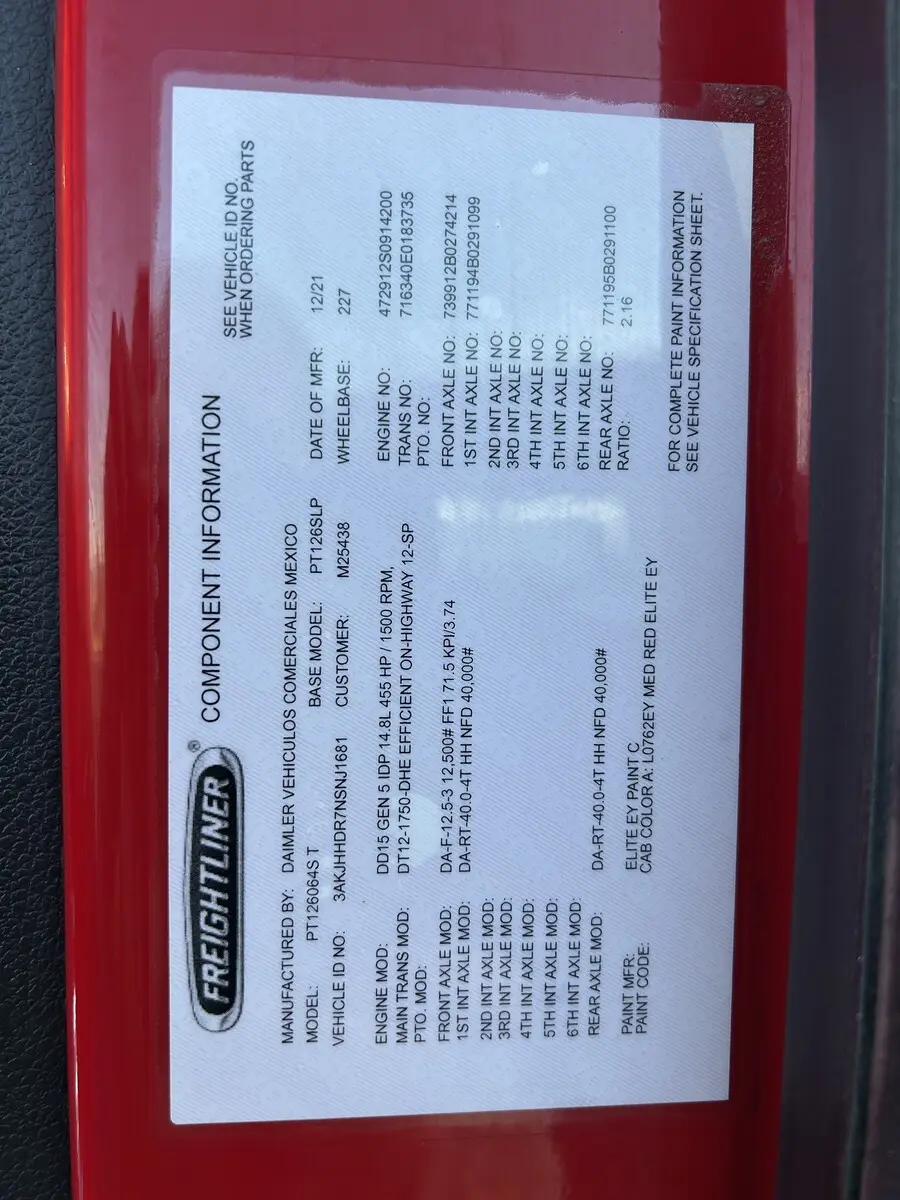 FREIGHTLINER ® COMPONENT INFORMATION
SEE VEHICLE ID NO.
WHEN ORDERING PARTS
MANUFACTURED BY: DAIMLER VEHICULOS COMERCIALES MEXICO
MODEL: PT126064S T BASE MODEL: PT126SLP DATE OF MFR: 12/21
VEHICLE ID NO: 3AKJHHDR7NSNJ1681 CUSTOMER: M25438 WHEELBASE: 227
ENGINE MOD: DD15 GEN 5 IDP 14.8L 455 HP / 1500 RPM, ENGINE NO: 472912S0914200
MAIN TRANS MOD: DT12-1750-DHE EFFICIENT ON-HIGHWAY 12-SP TRANS NO: 716340E0183735
PTO. MOD: PTO. NO:
FRONT AXLE MOD: DA-F-12.5-3 12,500# FF1 71.5 KPI/3.74 FRONT AXLE NO: 739912B0274214
1ST INT AXLE MOD: DA-RT-40.0-4T HH NFD 40,000# 1ST INT AXLE NO: 771194B0291099
2ND INT AXLE MOD: 2ND INT AXLE NO:
3RD INT AXLE MOD: 3RD INT AXLE NO:
4TH INT AXLE MOD: 4TH INT AXLE NO:
5TH INT AXLE MOD: 5TH INT AXLE NO:
6TH INT AXLE MOD: 6TH INT AXLE NO:
REAR AXLE MOD: DA-RT-40.0-4T HH NFD 40,000# REAR AXLE NO: 771195B0291100
RATIO: 2.16
PAINT MFR: ELITE EY PAINT C
PAINT CODE: CAB COLOR A: L0762EY MED RED ELITE EY
FOR COMPLETE PAINT INFORMATION
SEE VEHICLE SPECIFICATION SHEET.